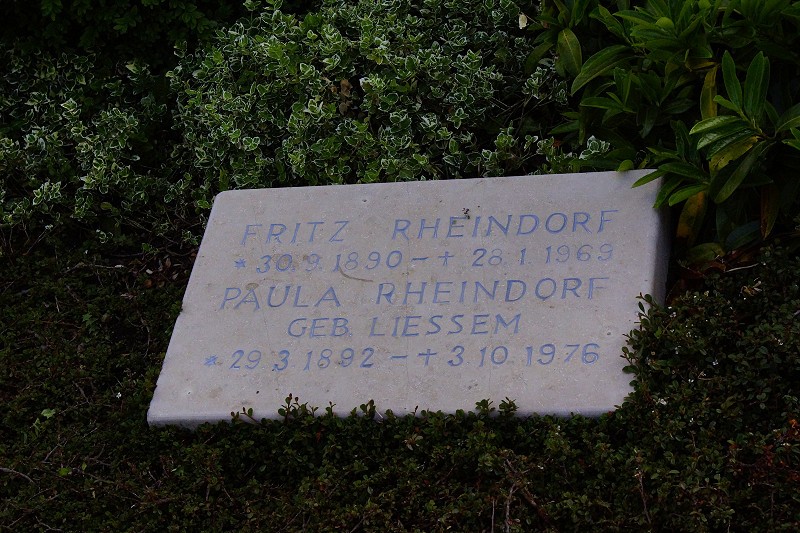 FRITZ RHEINDORF
* 30.9.1890 – + 28.1.1969
PAULA RHEINDORF
GEB. LIESSEM
* 29.3.1892 – + 3.10.1976